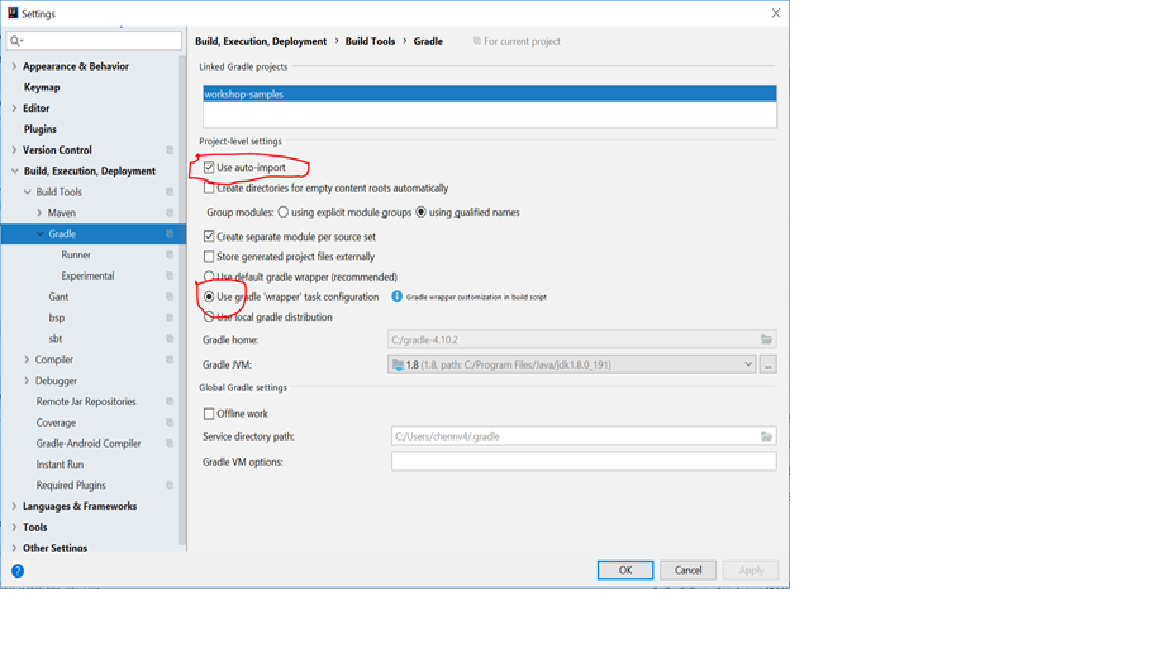 Settings
Build, Execution, Deployment › Build Tools › Gradle For current project
Appearance & Behavior
Keymap
Editor
Plugins
Version Control
Build, Execution, Deployment
Build Tools
Maven
Gradle
Runner
Experimental
Gant
bsp
sbt
Compiler
Debugger
Remote Jar Repositories
Coverage
Gradle-Android Compiler
Instant Run
Required Plugins
Languages & Frameworks
Tools
Other Settings
Linked Gradle projects
workshop-samples
Project-level settings
Use auto-import
Create directories for empty content roots automatically
Group modules: using explicit module groups using qualified names
Create separate module per source set
Store generated project files externally
Use default gradle wrapper (recommended)
Use gradle 'wrapper' task configuration Gradle wrapper customization in build script
Use local gradle distribution
Gradle home: C:/gradle-4.10.2
Gradle JVM: 1.8 (1.8, path: C:/Program Files/Java/jdk1.8.0_191) ...
Global Gradle settings
Offline work
Service directory path: C:/Users/chennv4/.gradle
Gradle VM options:
? OK Cancel Apply